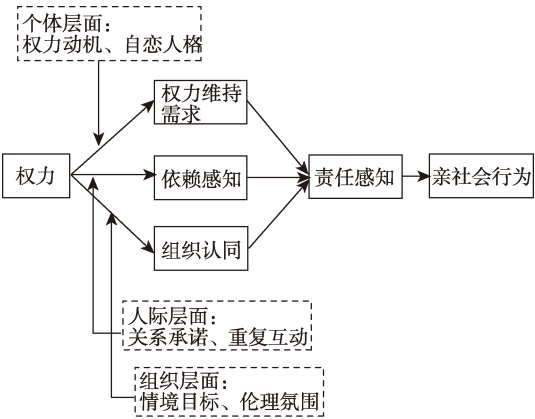 个体层面：
权力动机、自恋人格
权力维持
需求
权力
依赖感知
责任感知
亲社会行为
组织认同
人际层面：
关系承诺、重复互动
组织层面：
情境目标、伦理氛围